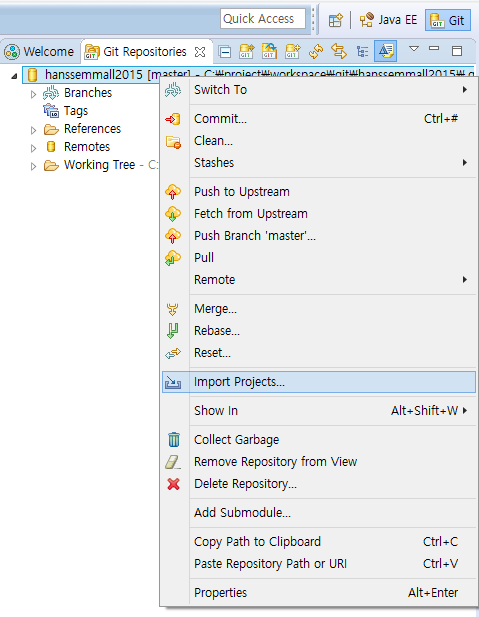 Quick Access
Java EE
Git
Welcome
Git Repositories
hanssemmall2015 [master] - C:₩project₩workspace₩git₩hanssemmall2015₩.g
Branches
Tags
References
Remotes
Working Tree - C:
Switch To
Commit... Ctrl+#
Clean...
Stashes
Push to Upstream
Fetch from Upstream
Push Branch 'master'...
Pull
Remote
Merge...
Rebase...
Reset...
Import Projects...
Show In Alt+Shift+W
Collect Garbage
Remove Repository from View
Delete Repository...
Add Submodule...
Copy Path to Clipboard Ctrl+C
Paste Repository Path or URI Ctrl+V
Properties Alt+Enter